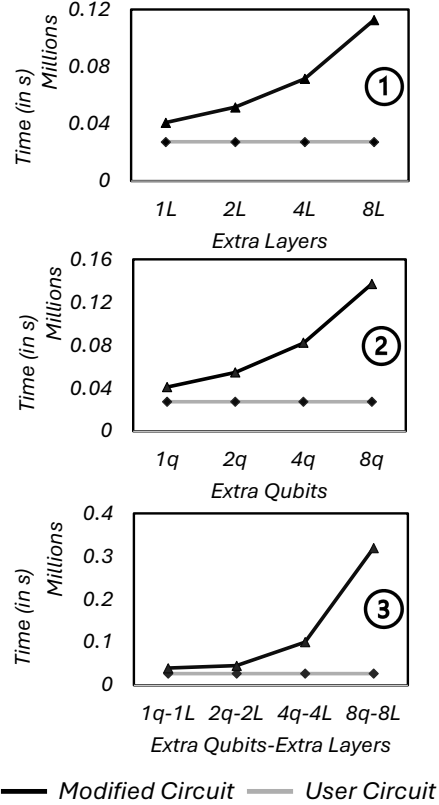 0.12
0.08
0.04
0
Time (in s)
Millions
1
1L 2L 4L 8L
Extra Layers
0.16
0.12
0.08
0.04
0
Time (in s)
Millions
2
1q 2q 4q 8q
Extra Qubits
0.4
0.3
0.2
0.1
0
Time (in s)
Millions
3
1q-1L 2q-2L 4q-4L 8q-8L
Extra Qubits-Extra Layers
Modified Circuit User Circuit